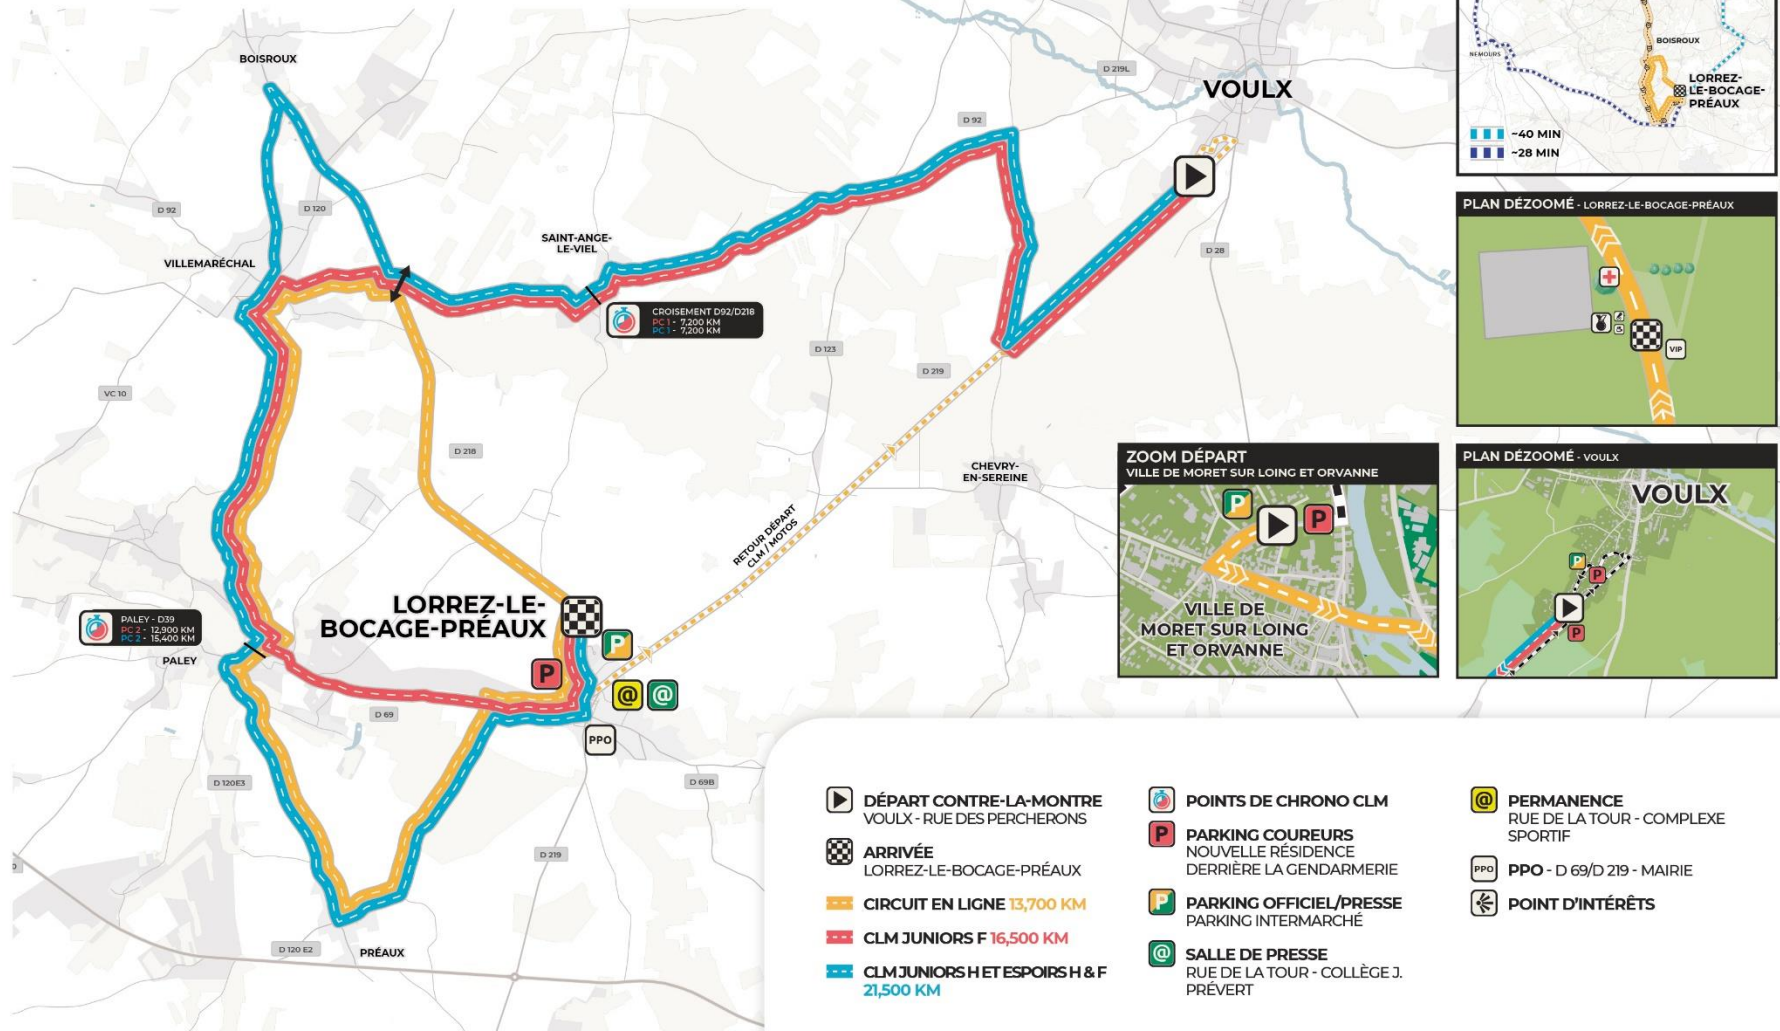 BOISROUX
NEMOURS
BOISROUX
LORREZ-
LE-BOCAGE-
PRÉAUX
~40 MIN
~28 MIN
D 219L
VOULX
D 92
D 92
D 120
SAINT-ANGE-
LE-VIEL
VILLEMARÉCHAL
D 28
CROISEMENT D92/D218
PC 1 - 7,200 KM
PC 1 - 7,200 KM
D 123
D 219
VC 10
D 218
CHEVRY-
EN-SEREINE
RETOUR DÉPART
CLM / MOTOS
PLAN DÉZOOMÉ - LORREZ-LE-BOCAGE-PRÉAUX
VIP
ZOOM DÉPART
VILLE DE MORET SUR LOING ET ORVANNE
P
P
VILLE DE
MORET SUR LOING
ET ORVANNE
PLAN DÉZOOMÉ - VOULX
VOULX
P
P
P
LORREZ-LE-
BOCAGE-PRÉAUX
P
P
@
@
PPO
PALEY - D39
PC 2 - 12,900 KM
PC 2 - 15,400 KM
PALEY
D 69
D 120E3
D 69B
D 219
D 120 E2
PRÉAUX
DÉPART CONTRE-LA-MONTRE
VOULX - RUE DES PERCHERONS
ARRIVÉE
LORREZ-LE-BOCAGE-PRÉAUX
CIRCUIT EN LIGNE 13,700 KM
CLM JUNIORS F 16,500 KM
CLM JUNIORS H ET ESPOIRS H & F
21,500 KM
POINTS DE CHRONO CLM
P PARKING COUREURS
NOUVELLE RÉSIDENCE
DERRIÈRE LA GENDARMERIE
P PARKING OFFICIEL/PRESSE
PARKING INTERMARCHÉ
@ SALLE DE PRESSE
RUE DE LA TOUR - COLLÈGE J.
PRÉVERT
@ PERMANENCE
RUE DE LA TOUR - COMPLEXE
SPORTIF
PPO PPO - D 69/D 219 - MAIRIE
POINT D'INTÉRÊTS